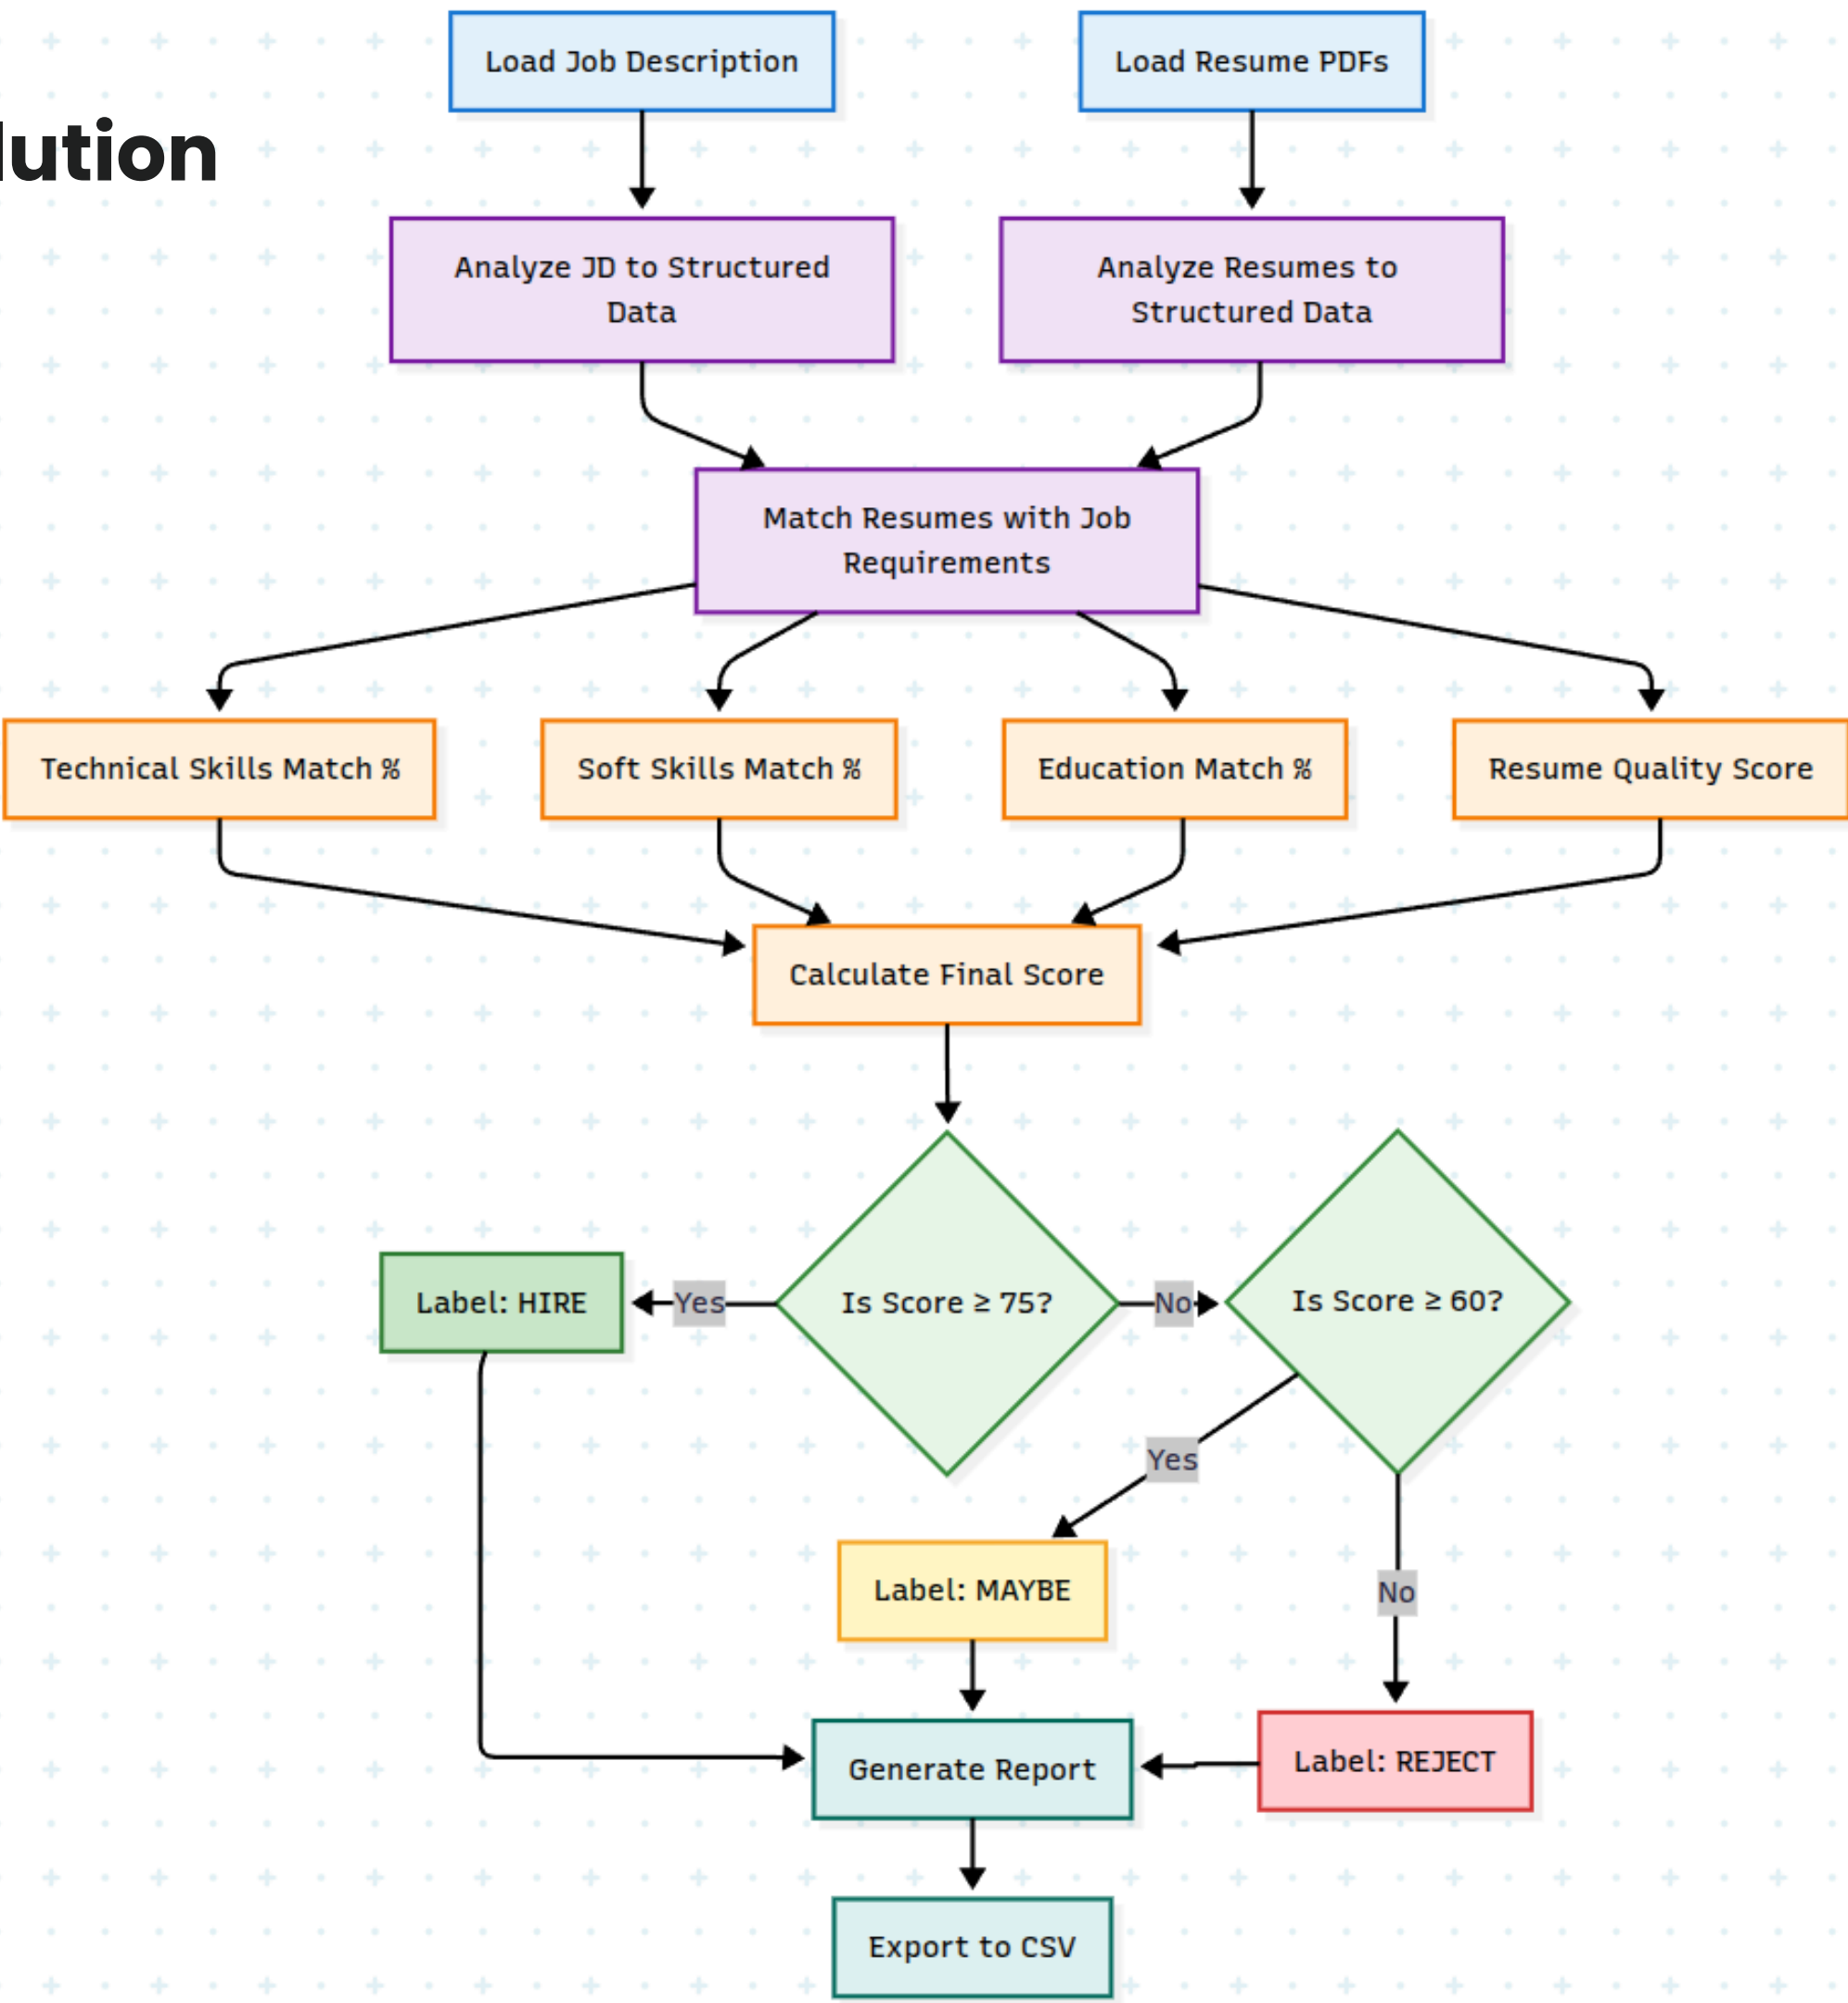 Load Job Description
Load Resume PDFs
lution
Analyze JD to Structured
Data
Analyze Resumes to
Structured Data
Match Resumes with Job
Requirements
Technical Skills Match %
Soft Skills Match %
Education Match %
Resume Quality Score
Calculate Final Score
Label: HIRE
Yes
Is Score ≥ 75?
No
Is Score ≥ 60?
Yes
Label: MAYBE
No
Generate Report
Label: REJECT
Export to CSV